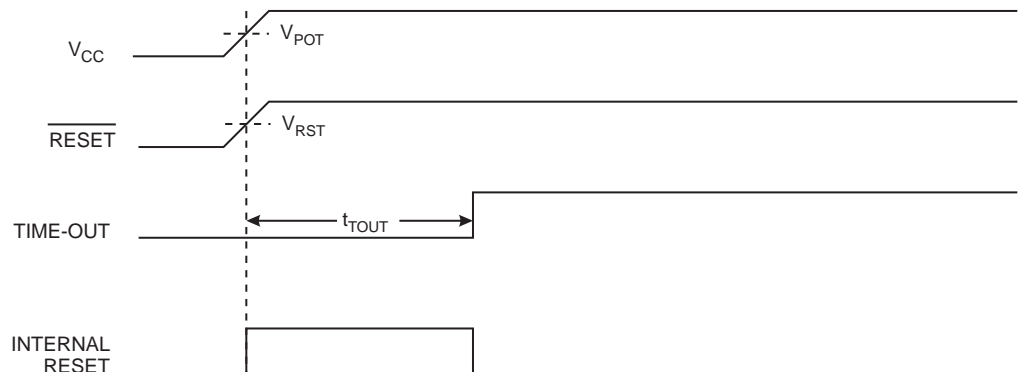 VCC
VPOT
RESET
VRST
TIME-OUT
tTOUT
INTERNAL
RESET